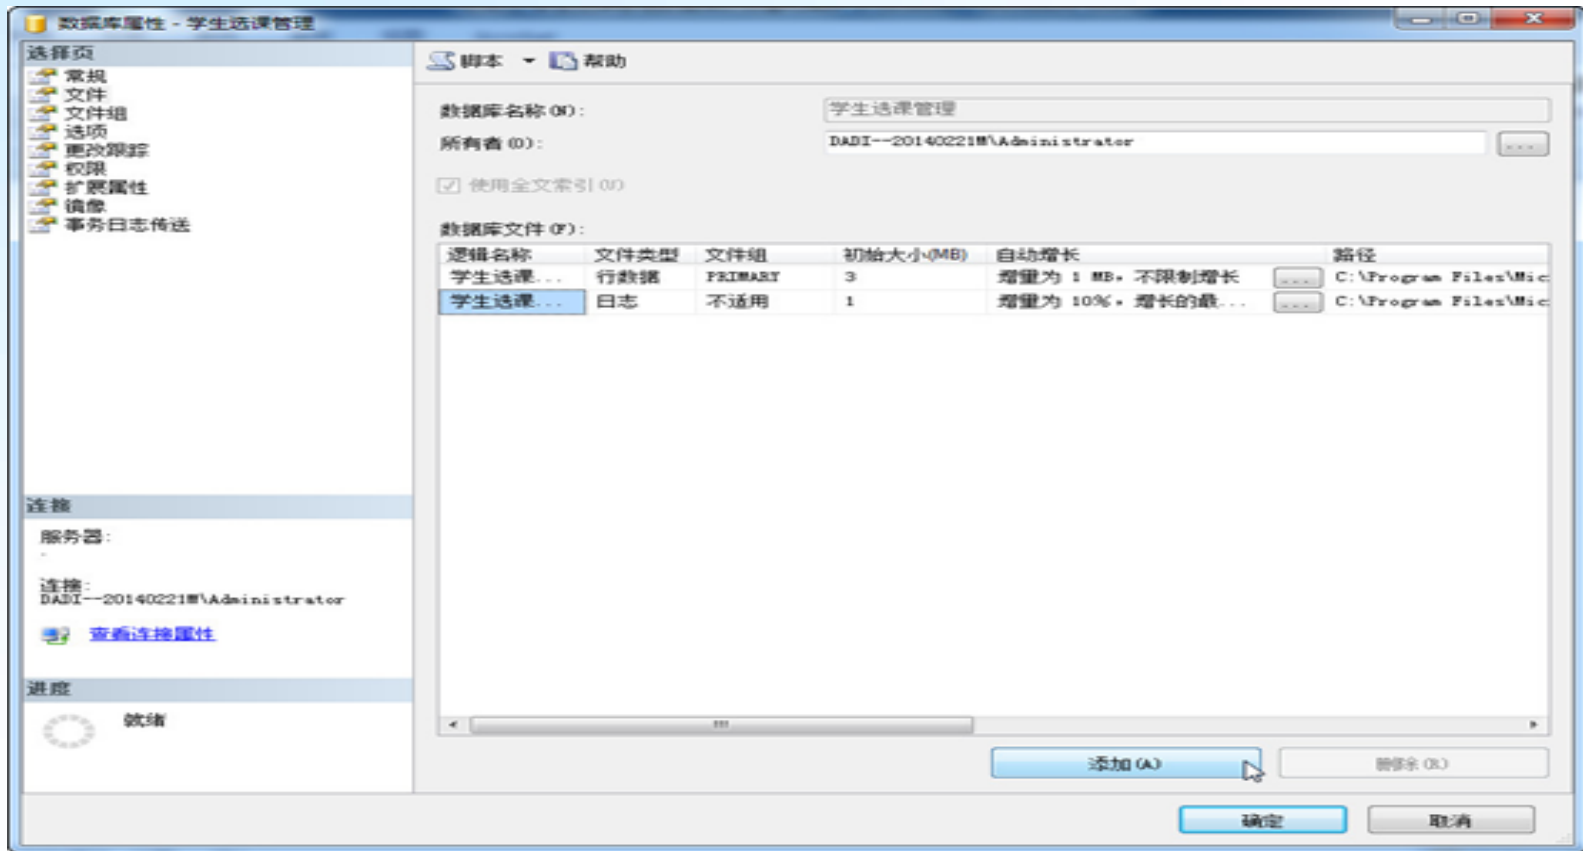 数据库属性 - 学生选课管理
选择页
常规
文件
文件组
选项
更改跟踪
权限
扩展属性
镜像
事务日志传送
脚本
帮助
数据库名称(N):
学生选课管理
所有者(O):
DADI--20140221M\Administrator
...
使用全文索引(U)
数据库文件(F):
逻辑名称 文件类型 文件组 初始大小(MB) 自动增长 路径
学生选课... 行数据 PRIMARY 3 增量为 1 MB，不限制增长 ... C:\Program Files\Mic
学生选课... 日志 不适用 1 增量为 10%，增长的最... ... C:\Program Files\Mic
连接
服务器:
.
连接:
DADI--20140221M\Administrator
查看连接属性
进度
就绪
添加(A)
删除(R)
确定
取消